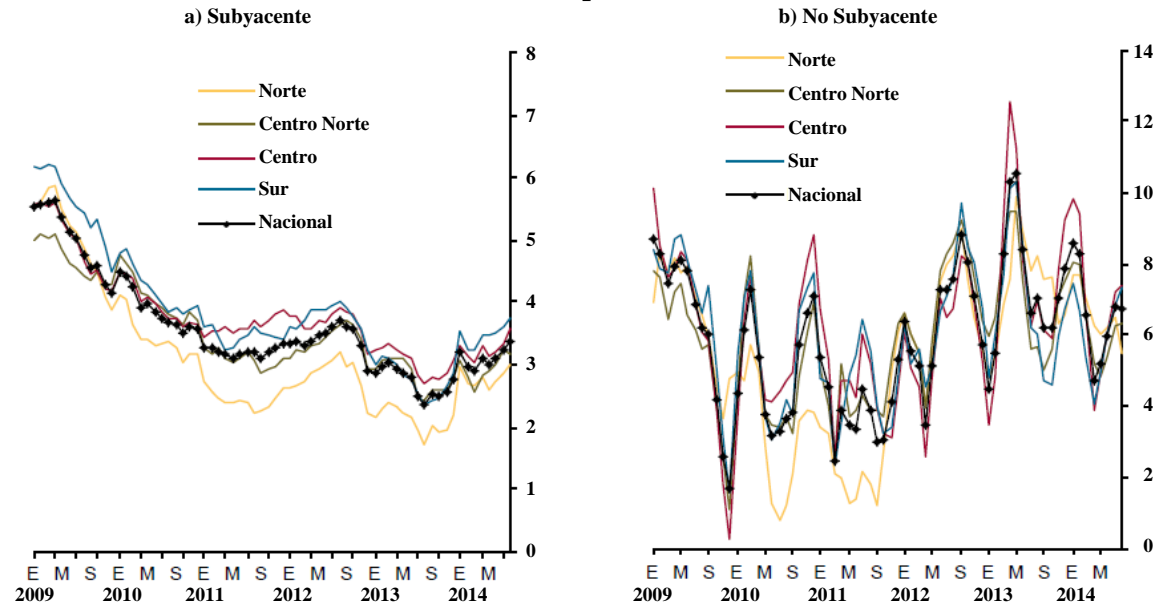 a) Subyacente
8
7
6
5
4
3
2
1
0
Norte
Centro Norte
Centro
Sur
Nacional
E M S E M S E M S E M S E M S E M
2009 2010 2011 2012 2013 2014
b) No Subyacente
14
12
10
8
6
4
2
0
Norte
Centro Norte
Centro
Sur
Nacional
E M S E M S E M S E M S E M S E M
2009 2010 2011 2012 2013 2014